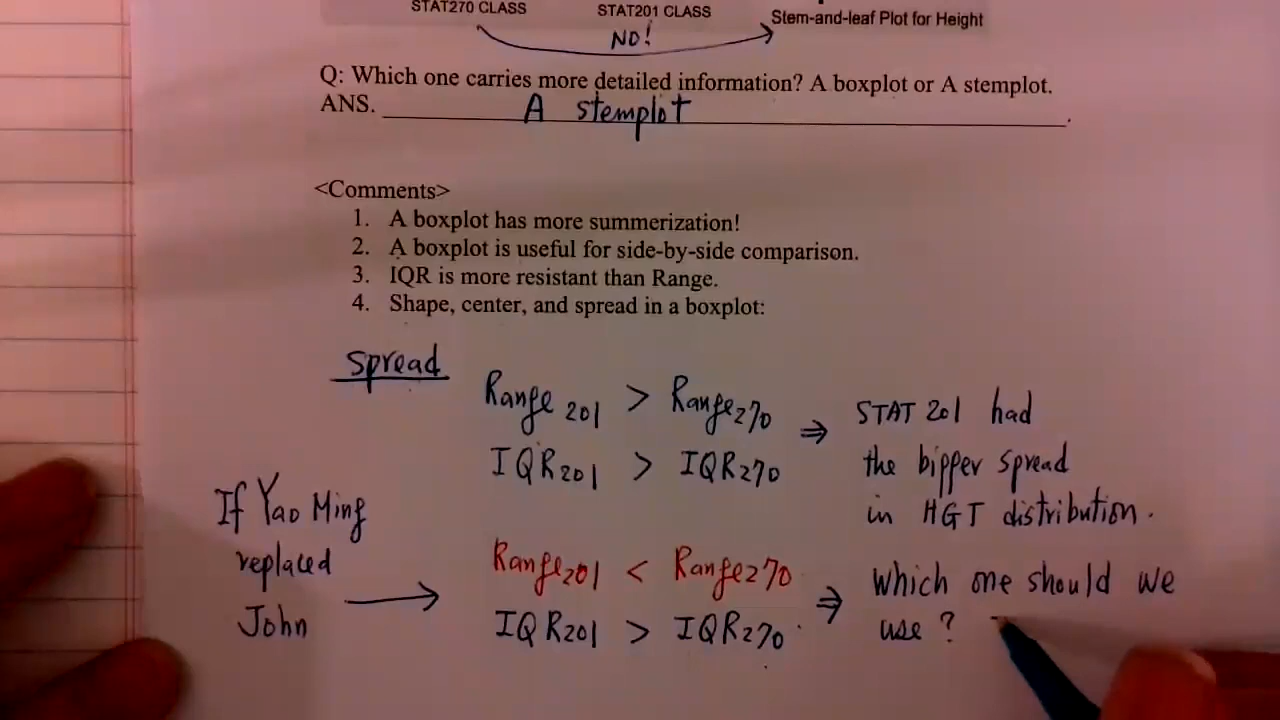 STAT270 CLASS STAT201 CLASS Stem-and-leaf Plot for Height
NO!
Q: Which one carries more detailed information? A boxplot or A stemplot.
ANS. A stemplot.
<Comments>
1. A boxplot has more summerization!
2. A boxplot is useful for side-by-side comparison.
3. IQR is more resistant than Range.
4. Shape, center, and spread in a boxplot:
Spread
Range201 > Range270 ⇒ STAT 201 had
IQR201 > IQR270 the bigger spread
in HGT distribution.
If Yao Ming
replaced
John →
Range201 < Range270 ⇒ Which one should we
IQR201 > IQR270. use?